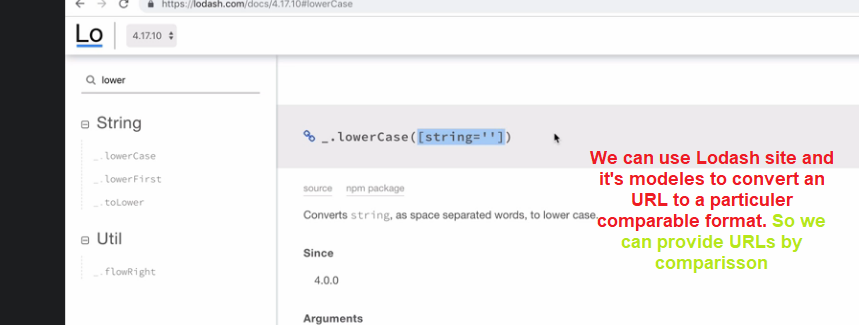 https://lodash.com/docs/4.17.10#lowerCase
Lo
4.17.10
lower
String
_.lowerCase
_.lowerFirst
_.toLower
Util
_.flowRight
_.lowerCase([string=''])
source npm package
Converts string, as space separated words, to lower case.
Since
4.0.0
Arguments
We can use Lodash site and
it's modeles to convert an
URL to a particuler
comparable format. So we
can provide URLs by
comparisson